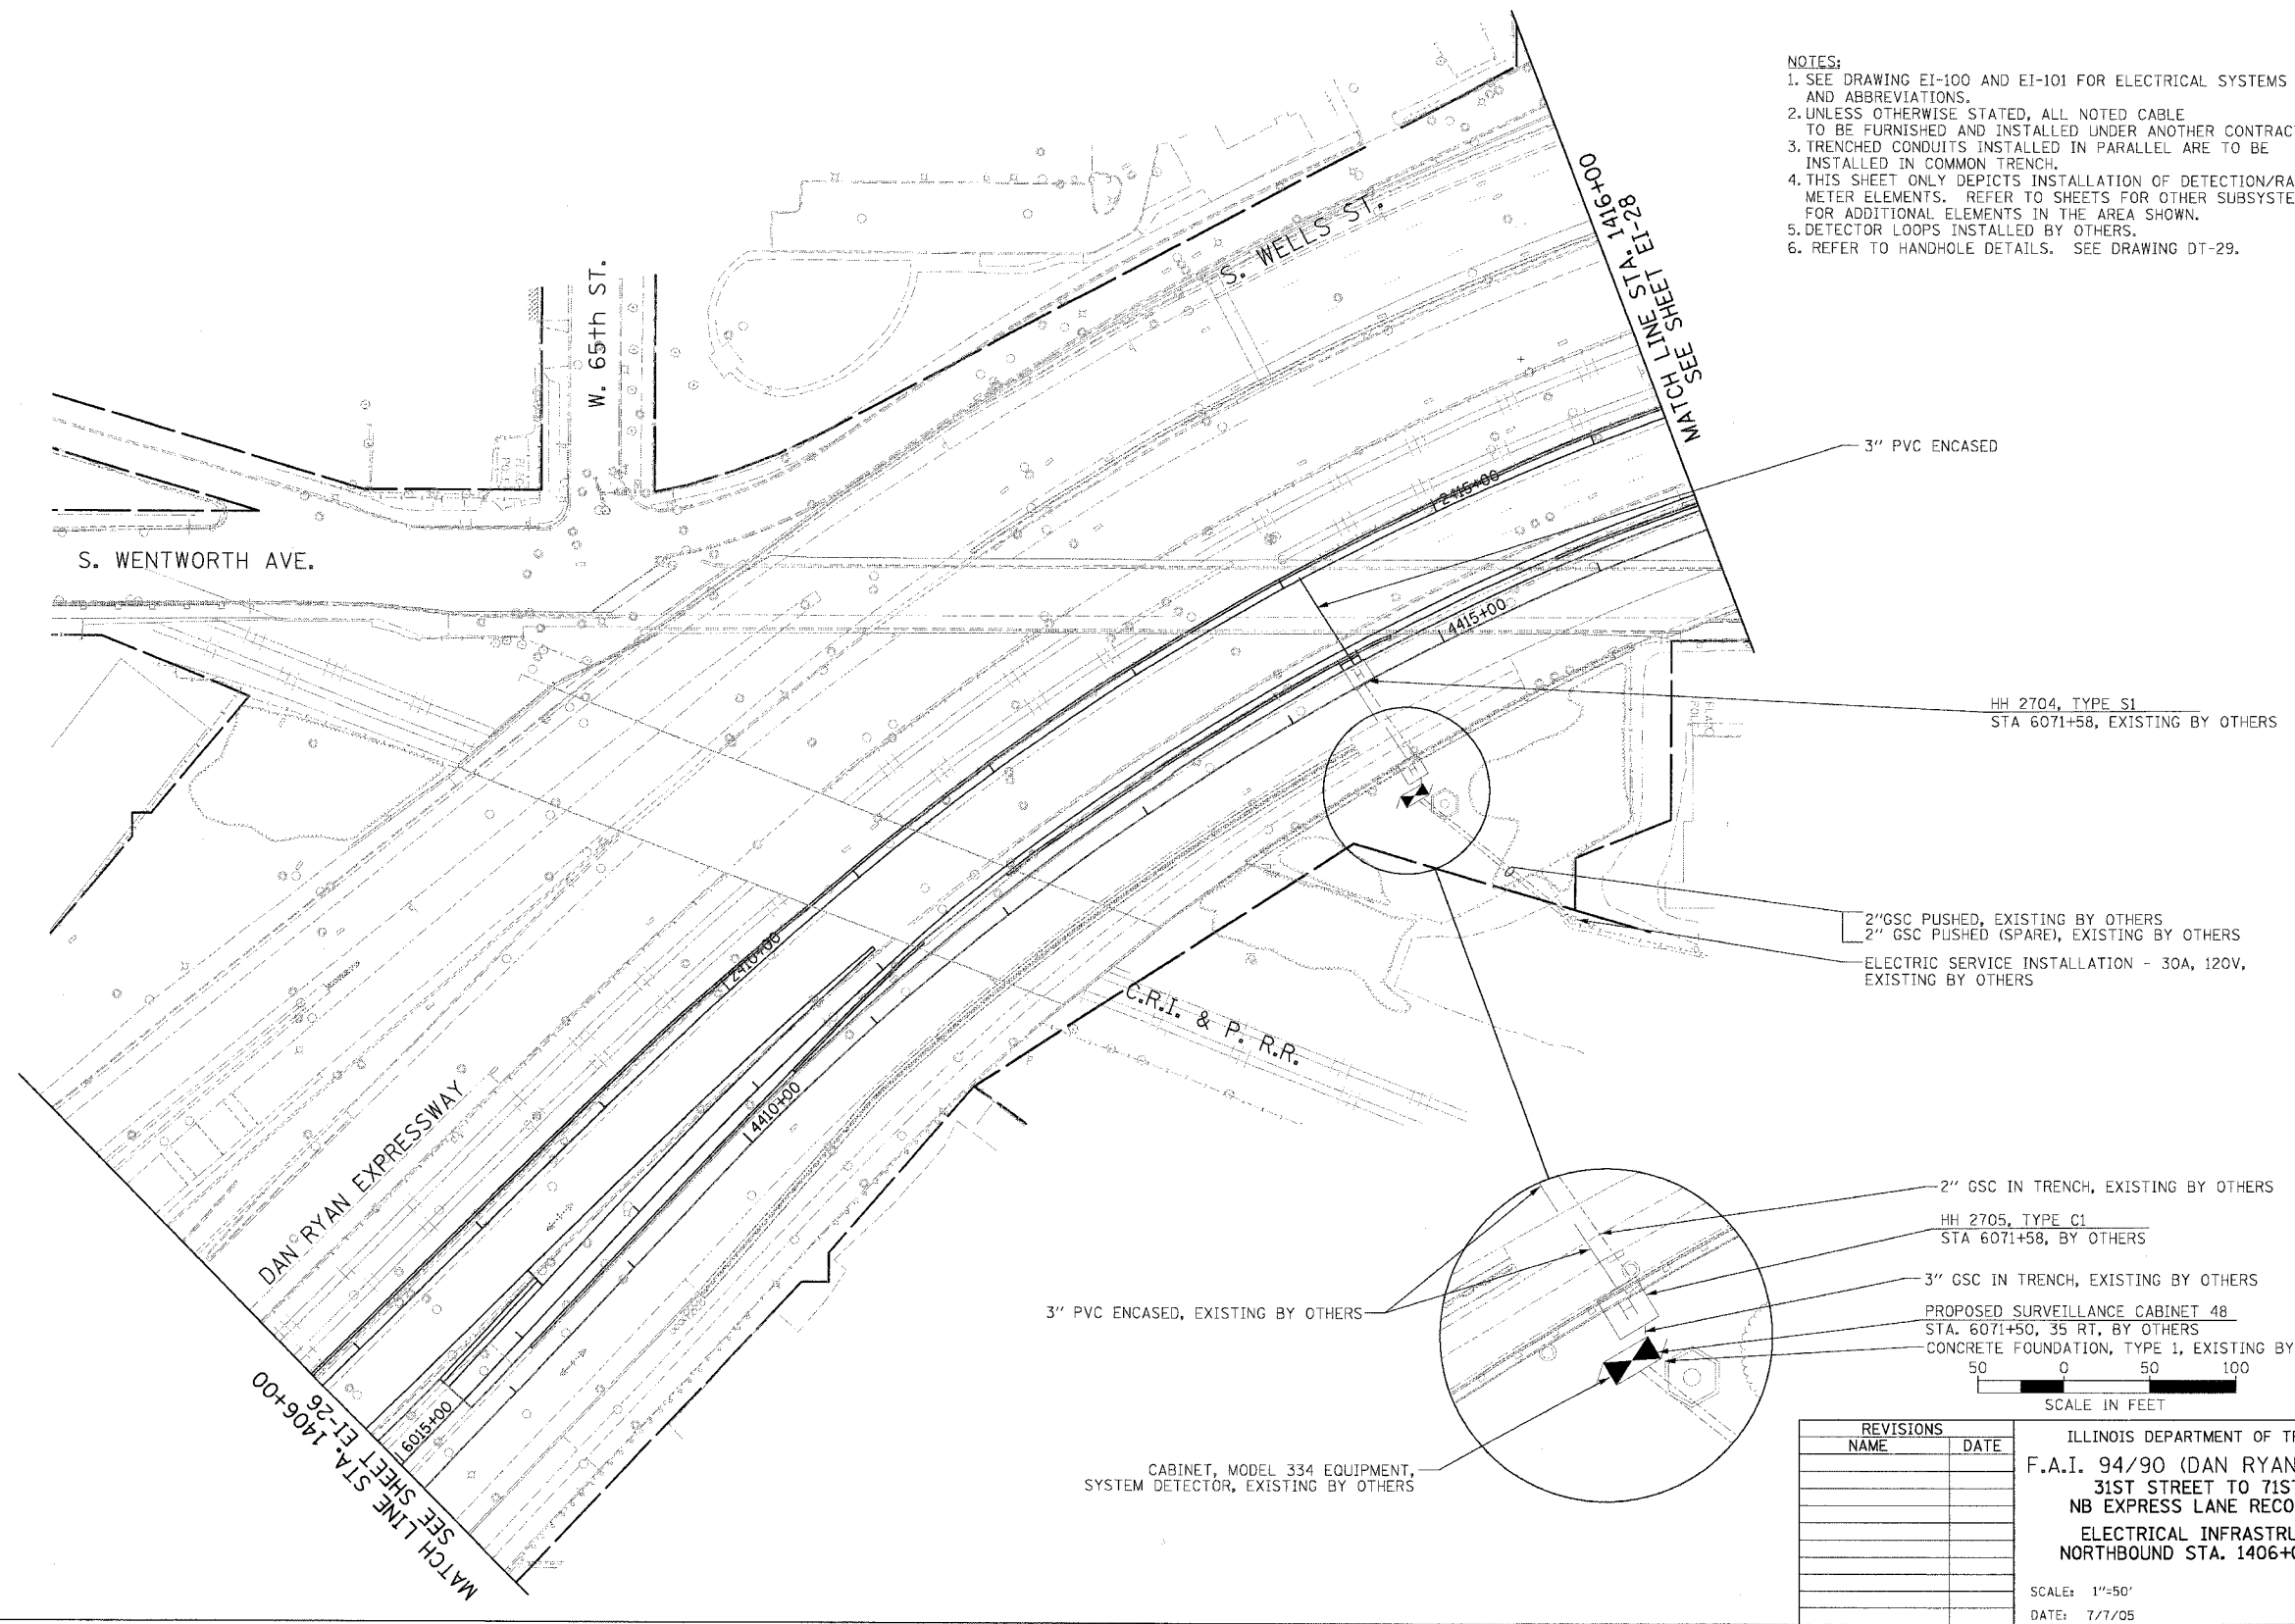 NOTES:
1. SEE DRAWING EI-100 AND EI-101 FOR ELECTRICAL SYSTEMS
AND ABBREVIATIONS.
2. UNLESS OTHERWISE STATED, ALL NOTED CABLE
TO BE FURNISHED AND INSTALLED UNDER ANOTHER CONTRAC
3. TRENCHED CONDUITS INSTALLED IN PARALLEL ARE TO BE
INSTALLED IN COMMON TRENCH.
4. THIS SHEET ONLY DEPICTS INSTALLATION OF DETECTION/RA
METER ELEMENTS. REFER TO SHEETS FOR OTHER SUBSYSTE
FOR ADDITIONAL ELEMENTS IN THE AREA SHOWN.
5. DETECTOR LOOPS INSTALLED BY OTHERS.
6. REFER TO HANDHOLE DETAILS. SEE DRAWING DT-29.
MATCH LINE STA. 1416+00
SEE SHEET EI-28
S. WELLS ST.
W. 65th ST.
S. WENTWORTH AVE.
3" PVC ENCASED
2415+00
4415+00
HH 2704, TYPE S1
STA 6071+58, EXISTING BY OTHERS
2"GSC PUSHED, EXISTING BY OTHERS
2" GSC PUSHED (SPARE), EXISTING BY OTHERS
ELECTRIC SERVICE INSTALLATION - 30A, 120V,
EXISTING BY OTHERS
2410+00
C.R.I. & P. R.R.
4410+00
DAN RYAN EXPRESSWAY
6015+00
MATCH LINE STA. 1406+00
SEE SHEET EI-26
2" GSC IN TRENCH, EXISTING BY OTHERS
HH 2705, TYPE C1
STA 6071+58, BY OTHERS
3" GSC IN TRENCH, EXISTING BY OTHERS
3" PVC ENCASED, EXISTING BY OTHERS
PROPOSED SURVEILLANCE CABINET 48
STA. 6071+50, 35 RT, BY OTHERS
CONCRETE FOUNDATION, TYPE 1, EXISTING BY
CABINET, MODEL 334 EQUIPMENT,
SYSTEM DETECTOR, EXISTING BY OTHERS
50 0 50 100
SCALE IN FEET
REVISIONS
NAME DATE
ILLINOIS DEPARTMENT OF T
F.A.I. 94/90 (DAN RYAN
31ST STREET TO 71S
NB EXPRESS LANE RECO
ELECTRICAL INFRASTRU
NORTHBOUND STA. 1406+0
SCALE: 1"=50'
DATE: 7/7/05